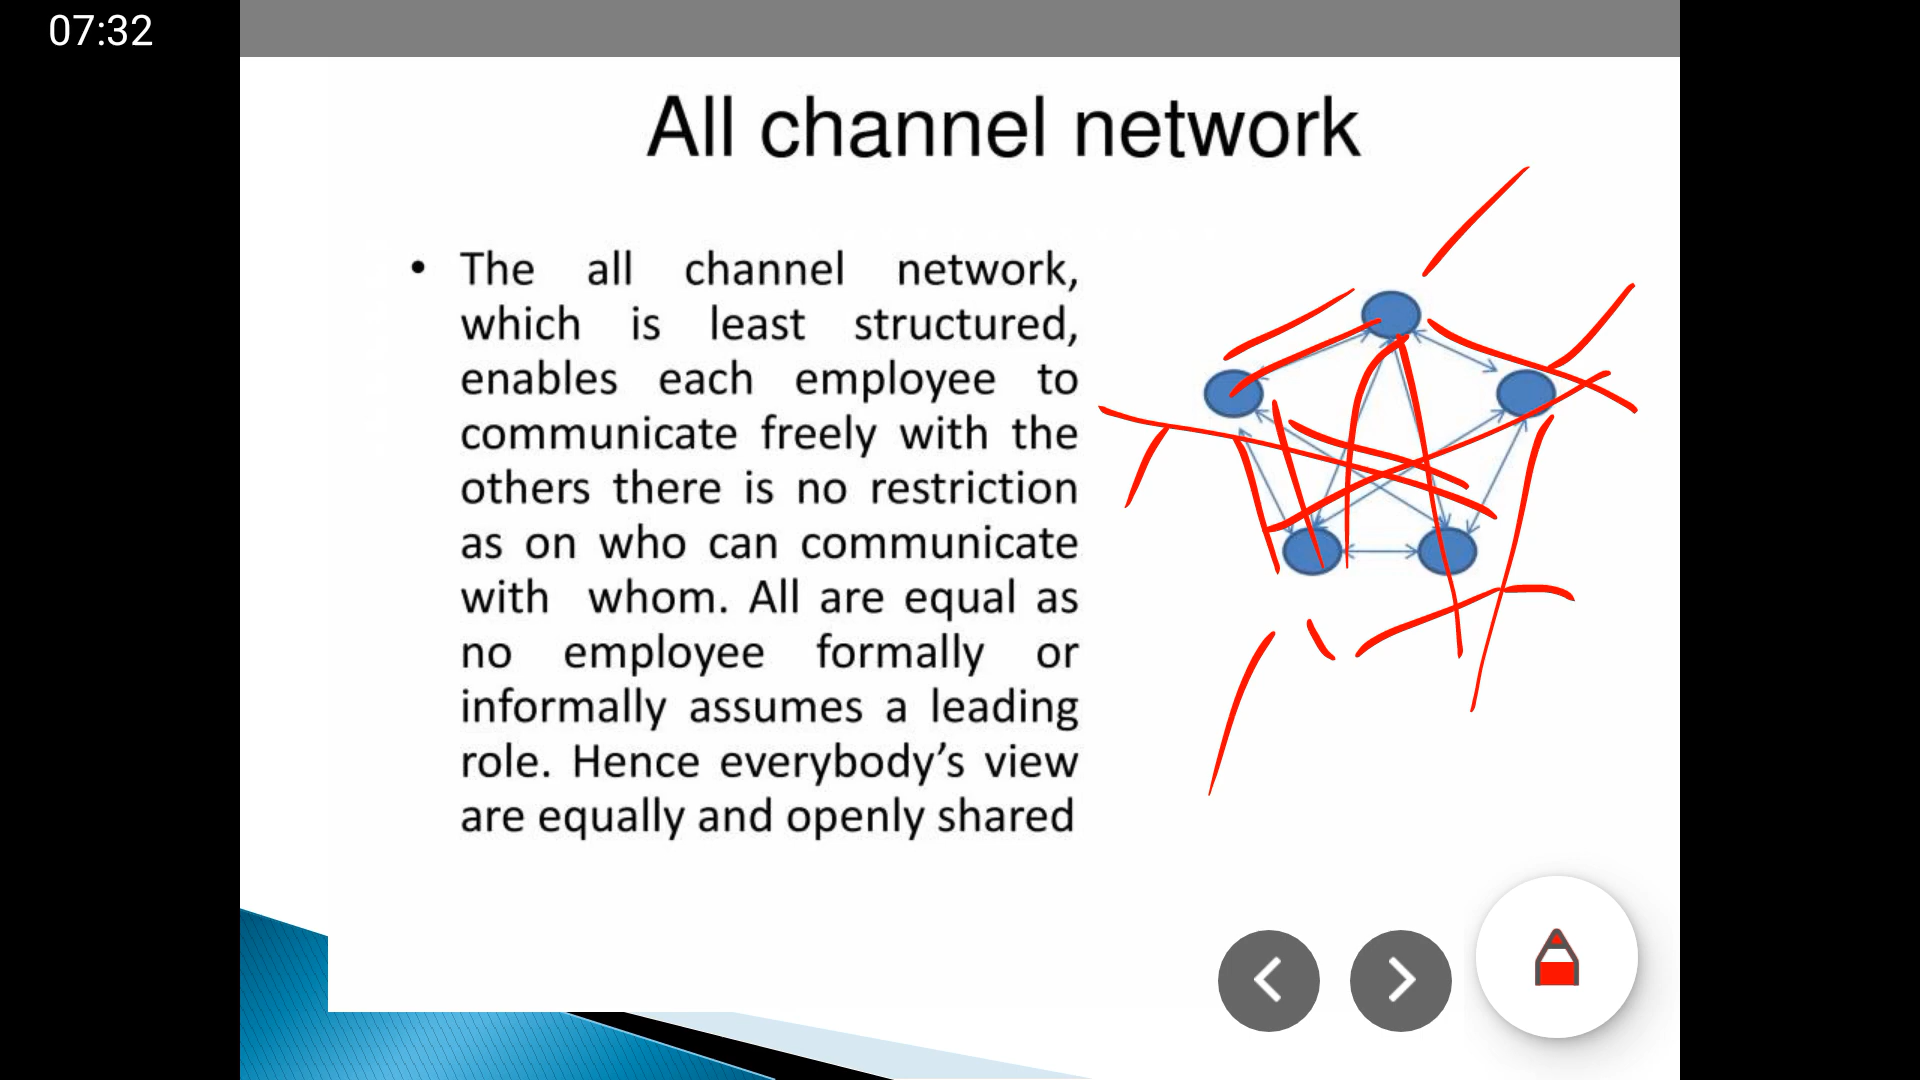 07:32
All channel network
• The all channel network,
which is least structured,
enables each employee to
communicate freely with the
others there is no restriction
as on who can communicate
with whom. All are equal as
no employee formally or
informally assumes a leading
role. Hence everybody’s view
are equally and openly shared